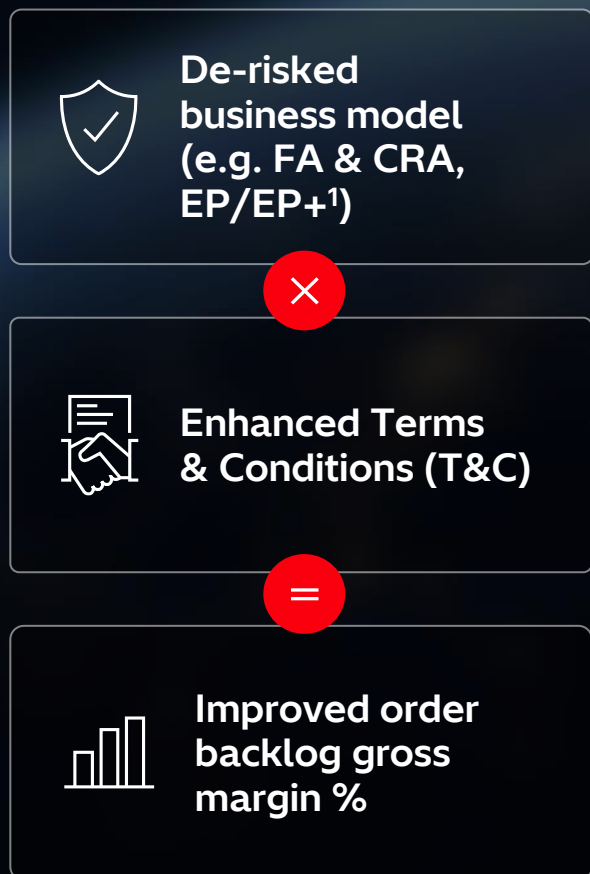 De-risked
business model
(e.g. FA & CRA,
EP/EP+¹)
×
Enhanced Terms
& Conditions (T&C)
=
Improved order
backlog gross
margin %